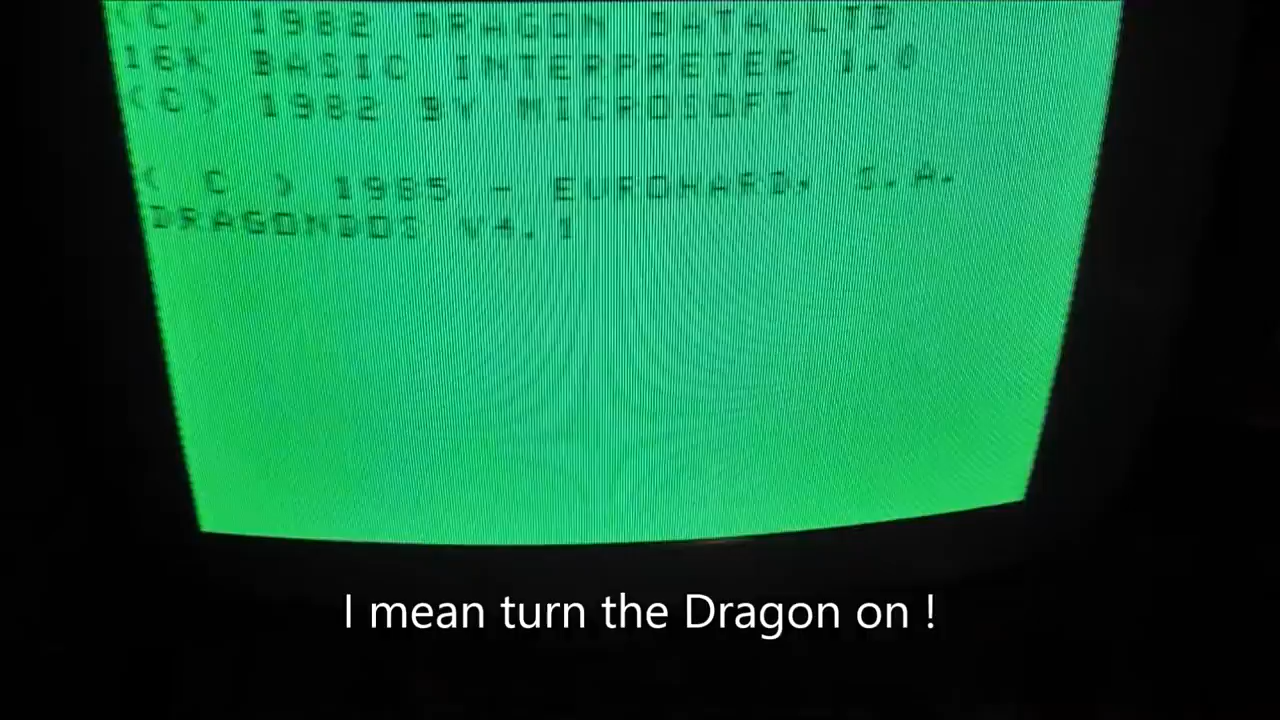 (C) 1982 DRAGON DATA LTD
16K BASIC INTERPRETER 1.0
(C) 1982 BY MICROSOFT
( C ) 1985 - EUROHARD, S.A.
DRAGONDOS V4.1
I mean turn the Dragon on !